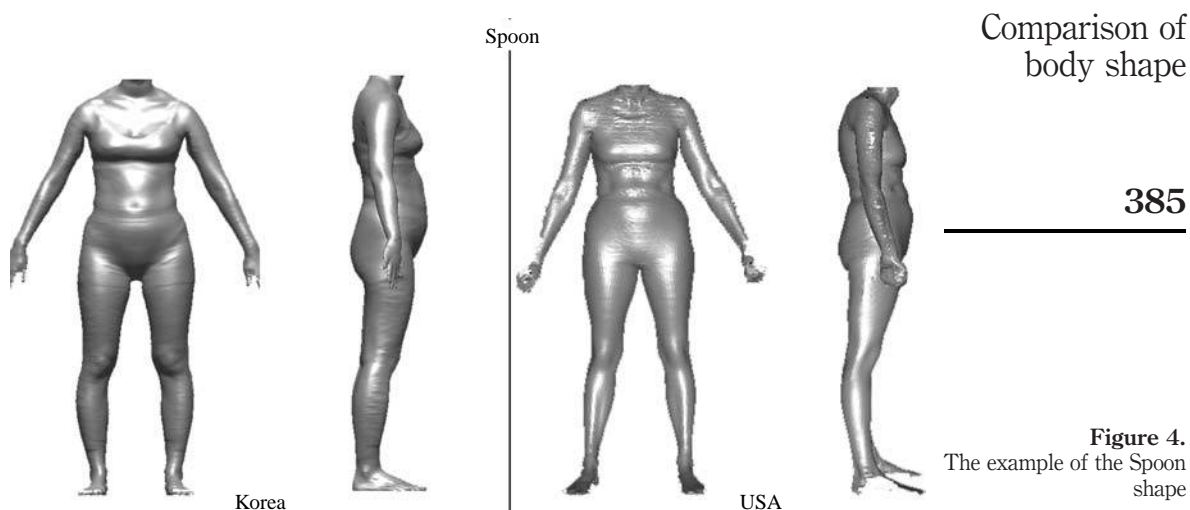 Spoon
Comparison of
body shape
385
Korea
USA
Figure 4.
The example of the Spoon
shape